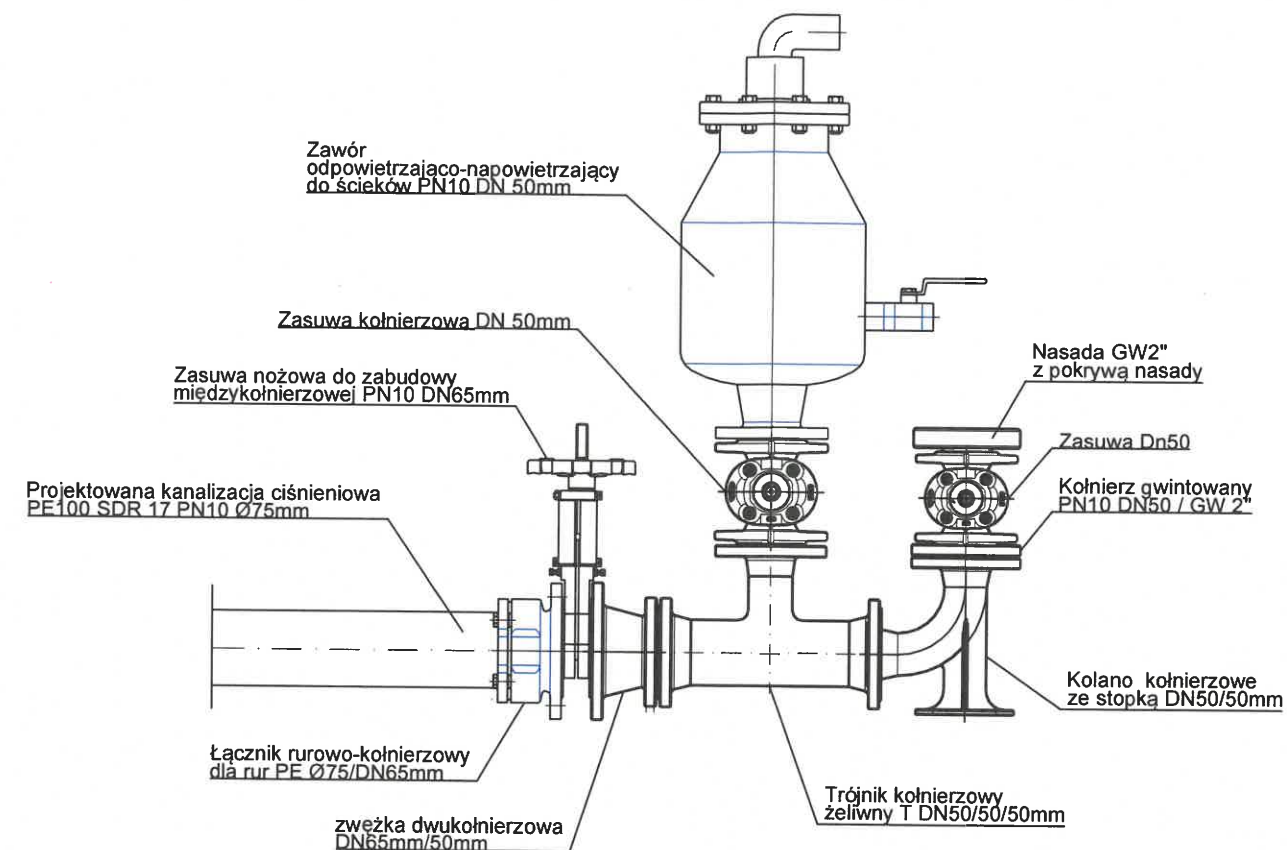 Zawór
odpowietrzająco-napowietrzający
do ścieków PN10 DN 50mm
Zasuwa kołnierzowa DN 50mm
Zasuwa nożowa do zabudowy
międzykołnierzowej PN10 DN65mm
Projektowana kanalizacja ciśnieniowa
PE100 SDR 17 PN10 Ø75mm
Nasada GW2"
z pokrywą nasady
Zasuwa Dn50
Kołnierz gwintowany
PN10 DN50 / GW 2"
Kolano kołnierzowe
ze stopką DN50/50mm
Łącznik rurowo-kołnierzowy
dla rur PE Ø75/DN65mm
zwężka dwukołnierzowa
DN65mm/50mm
Trójnik kołnierzowy
żeliwny T DN50/50/50mm